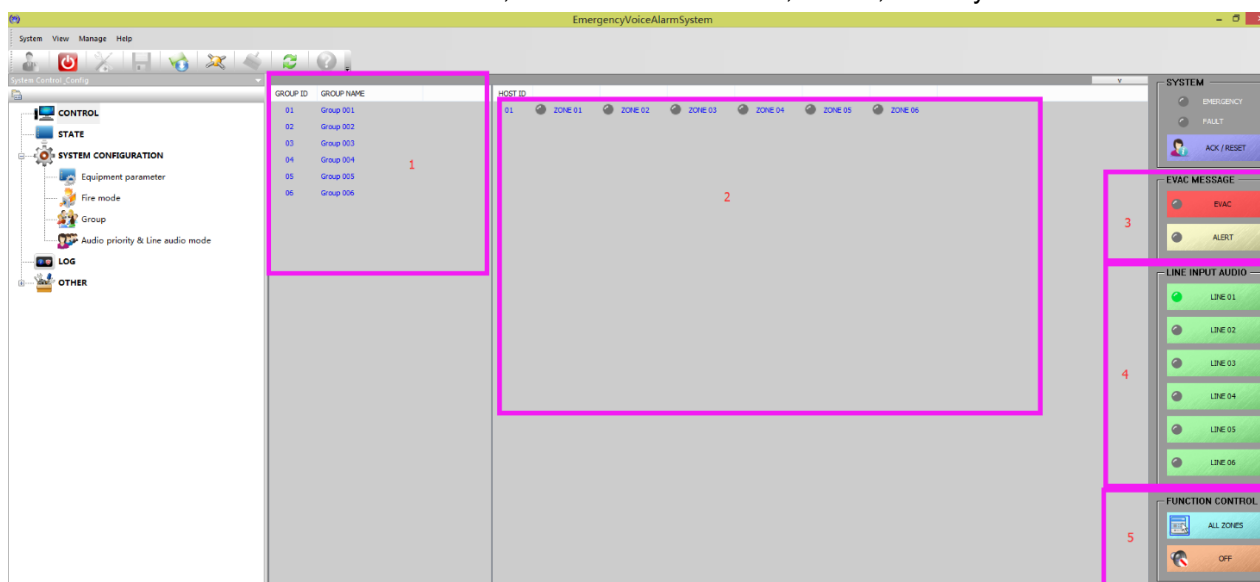 EmergencyVoiceAlarmSystem
System View Manage Help
System Control_Config
CONTROL
STATE
SYSTEM CONFIGURATION
Equipment parameter
Fire mode
Group
Audio priority & Line audio mode
LOG
OTHER
GROUP ID GROUP NAME
01 Group 001
02 Group 002
03 Group 003
04 Group 004
05 Group 005
06 Group 006
1
HOST ID
01 ZONE 01 ZONE 02 ZONE 03 ZONE 04 ZONE 05 ZONE 06
2
SYSTEM
EMERGENCY
FAULT
ACK / RESET
EVAC MESSAGE
EVAC
3
ALERT
LINE INPUT AUDIO
LINE 01
LINE 02
LINE 03
4
LINE 04
LINE 05
LINE 06
FUNCTION CONTROL
ALL ZONES
5
OFF